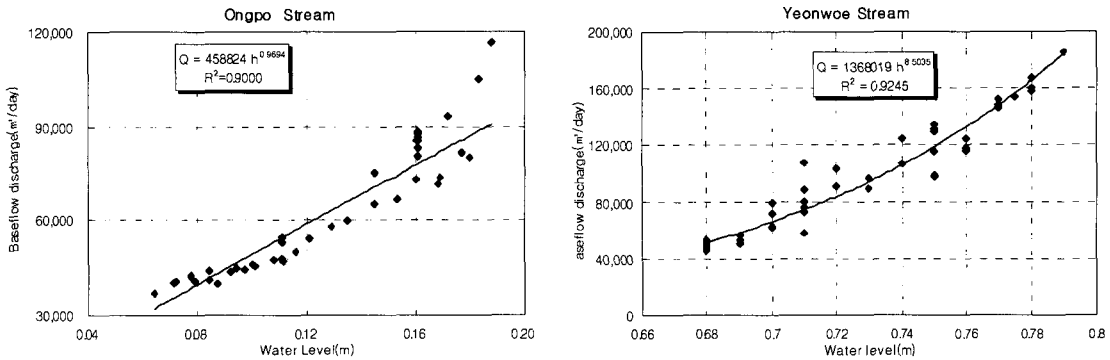 Ongpo Stream
120,000
90,000
60,000
30,000
Baseflow discharge(㎥/day)
Q = 458824 h^0.9694
R²=0.9000
0.04
0.08
0.12
0.16
0.20
Water Level(m)
Yeonwoe Stream
200,000
160,000
120,000
80,000
40,000
0
aseflow discharge(㎥/day)
Q = 1368019 h^8.5035
R² = 0.9245
0.66
0.68
0.7
0.72
0.74
0.76
0.78
0.8
Water Level(m)